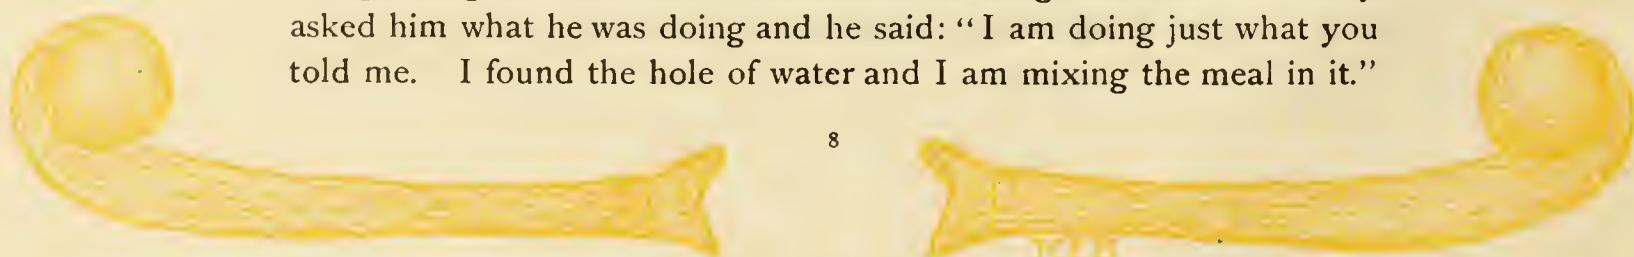 asked him what he was doing and he said: “I am doing just what you
told me. I found the hole of water and I am mixing the meal in it.”
8